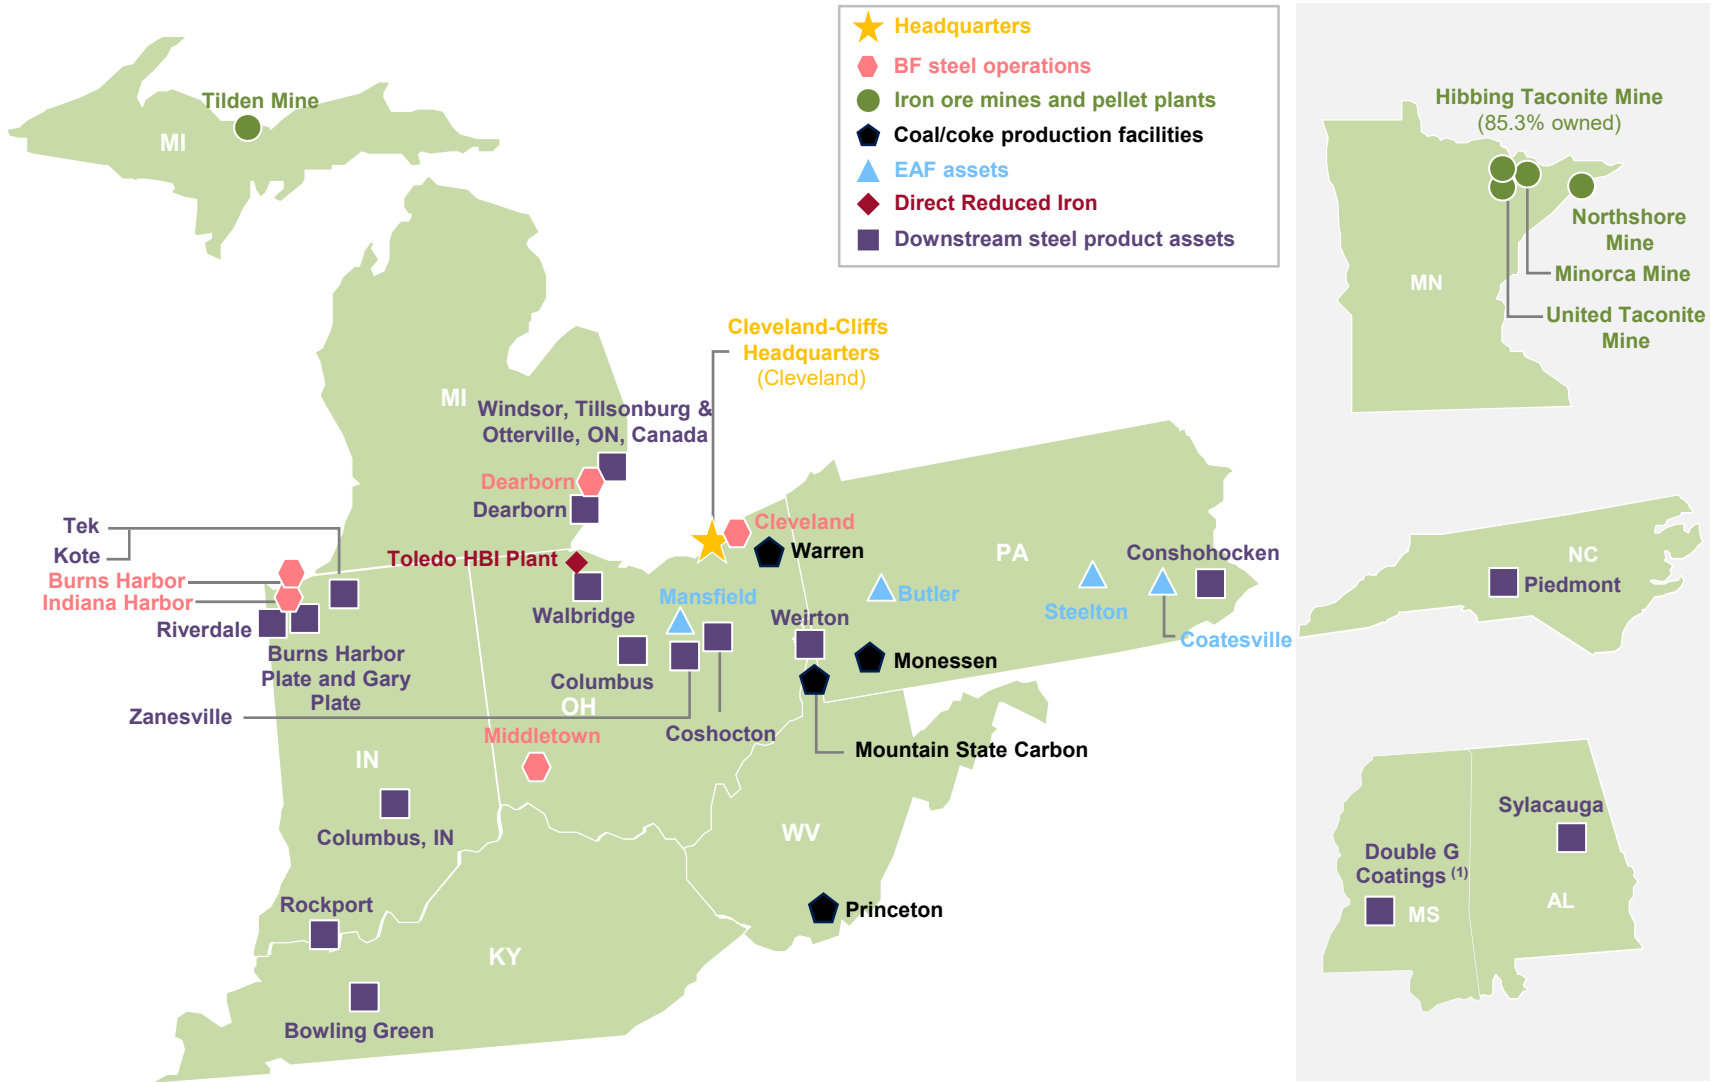 Headquarters
BF steel operations
Iron ore mines and pellet plants
Coal/coke production facilities
EAF assets
Direct Reduced Iron
Downstream steel product assets
Tilden Mine
MI
MI
Cleveland-Cliffs
Headquarters
(Cleveland)
Windsor, Tillsonburg &
Otterville, ON, Canada
Dearborn
Dearborn
Tek
Kote
Burns Harbor
Indiana Harbor
Riverdale
Burns Harbor
Plate and Gary
Plate
Toledo HBI Plant
Walbridge
Cleveland
Warren
Mansfield
Columbus
OH
Zanesville
Coshocton
Middletown
Weirton
PA
Butler
Steelton
Conshohocken
Coatesville
Monessen
Mountain State Carbon
IN
Columbus, IN
Rockport
KY
Bowling Green
WV
Princeton
Hibbing Taconite Mine
(85.3% owned)
Northshore
Mine
Minorca Mine
United Taconite
Mine
MN
NC
Piedmont
Sylacauga
Double G
Coatings (1)
MS
AL